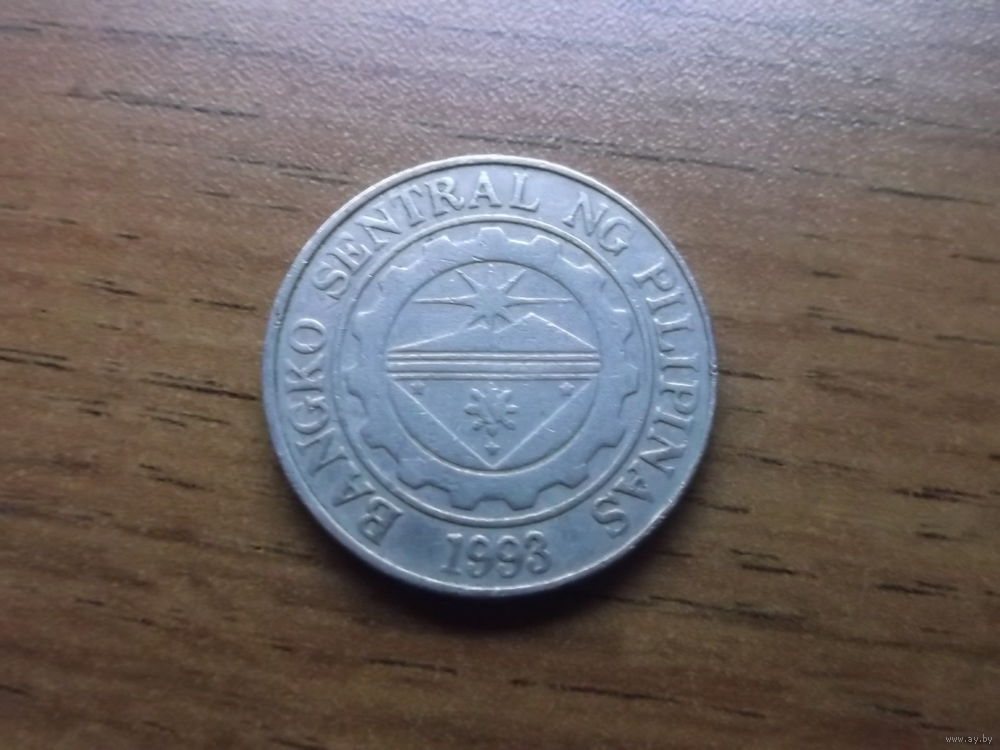 BANGKO SENTRAL NG PILIPINAS
1993
www.ay.by